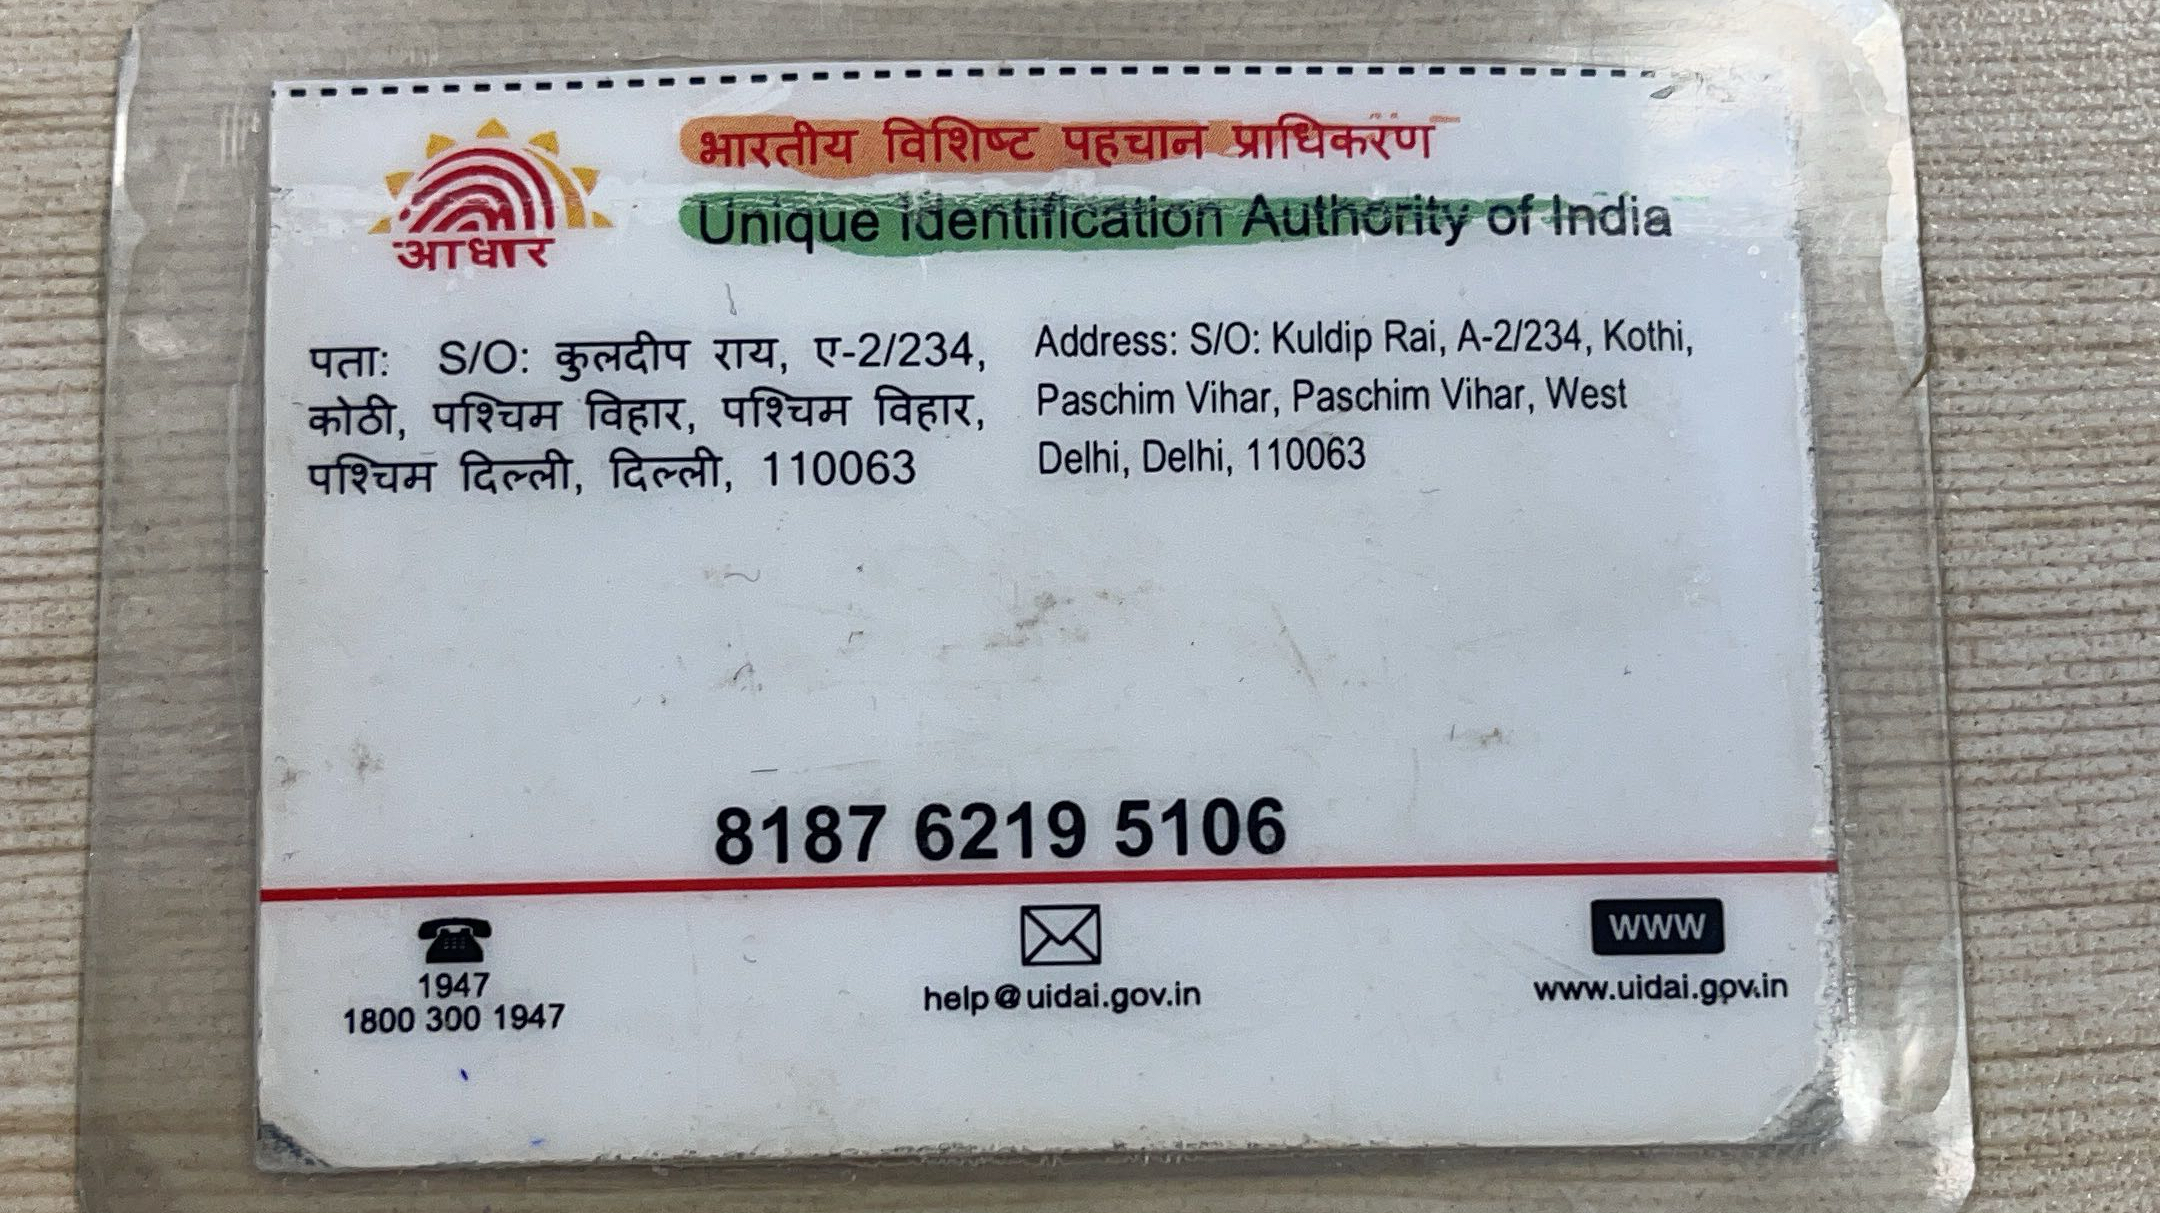 भारतीय विशिष्ट पहचान प्राधिकरण
Unique Identification Authority of India
आधार
पता: S/O: कुलदीप राय, ए-2/234,
कोठी, पश्चिम विहार, पश्चिम विहार,
पश्चिम दिल्ली, दिल्ली, 110063
Address: S/O: Kuldip Rai, A-2/234, Kothi,
Paschim Vihar, Paschim Vihar, West
Delhi, Delhi, 110063
8187 6219 5106
1947
1800 300 1947
help@uidai.gov.in
WWW
www.uidai.gov.in